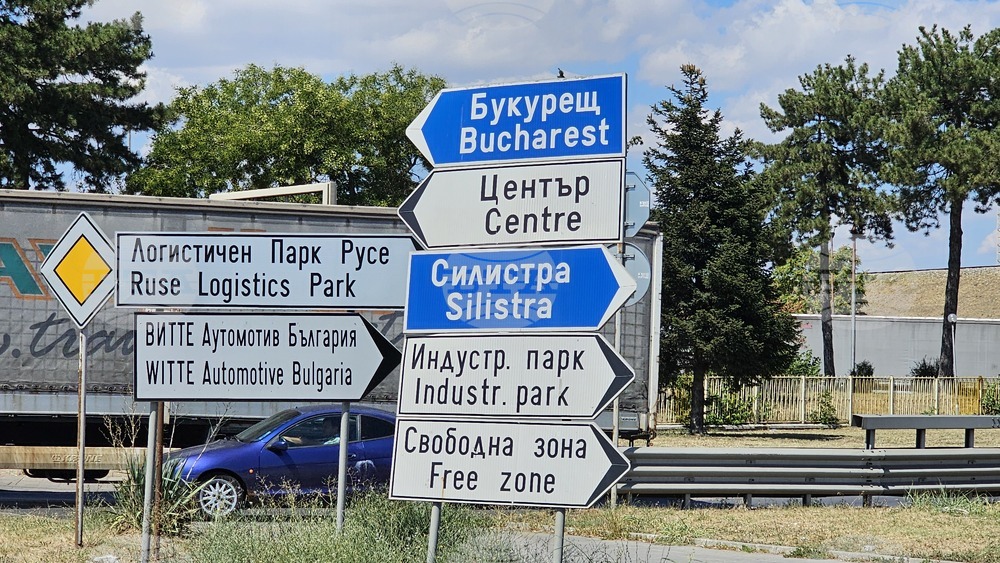 Букурещ
Bucharest
Център
Centre
Силистра
Silistra
Индустр. парк
Industr. park
Свободна зона
Free zone
Логистичен Парк Русе
Ruse Logistics Park
ВИТТЕ Аутомотив България
WITTE Automotive Bulgaria